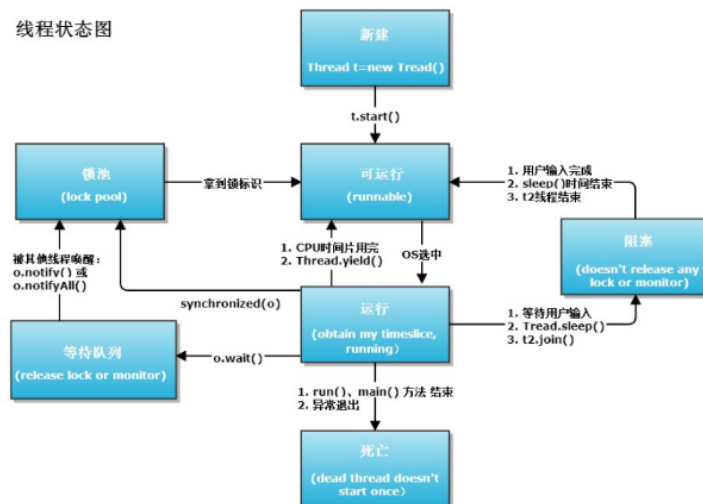 线程状态图
新建
Thread t=new Tread()
t.start()
锁池
(lock pool)
拿到锁标识
可运行
(runnable)
1. 用户输入完成
2. sleep()时间结束
3. t2线程结束
被其他线程唤醒：
o.notify() 或
o.notifyAll()
1. CPU时间片用完
2. Thread.yield()
OS选中
阻塞
(doesn't release any
lock or monitor)
synchronized(o)
运行
(obtain my timeslice,
running)
1. 等待用户输入
2. Tread.sleep()
3. t2.join()
等待队列
(release lock or monitor)
o.wait()
1. run()、main() 方法 结束
2. 异常退出
死亡
(dead thread doesn't
start once)